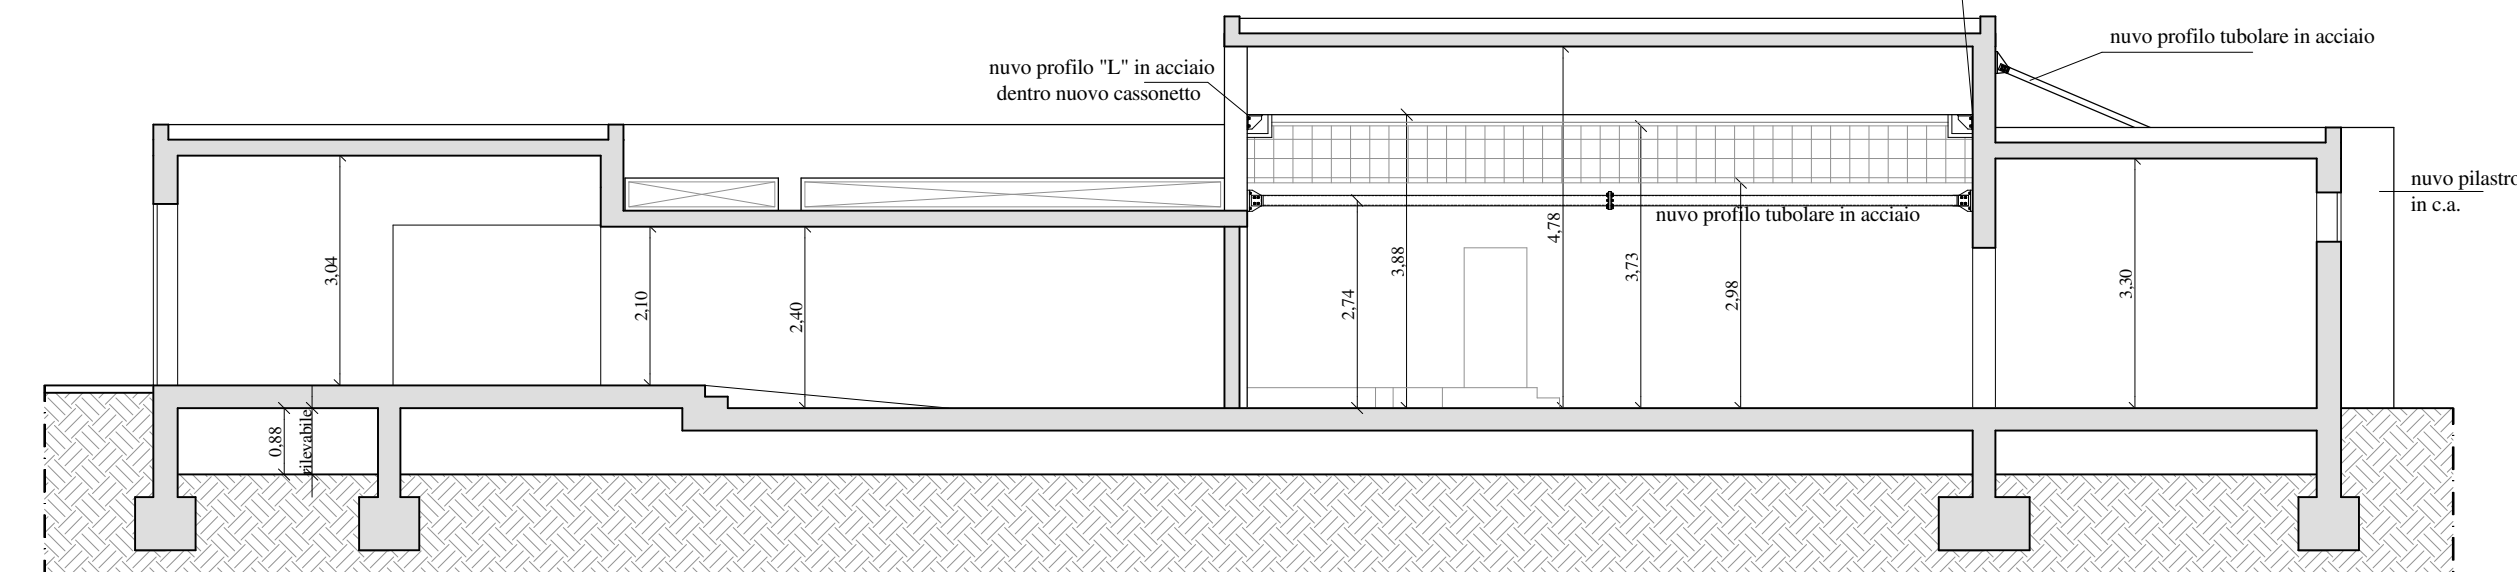 nuvo profilo tubolare in acciaio
nuvo profilo "L" in acciaio
dentro nuovo cassonetto
nuvo pilastro
in c.a.
nuvo profilo tubolare in acciaio
3,04
2,10
2,40
2,74
3,88
4,78
3,73
2,98
3,30
0,88
rilevabile